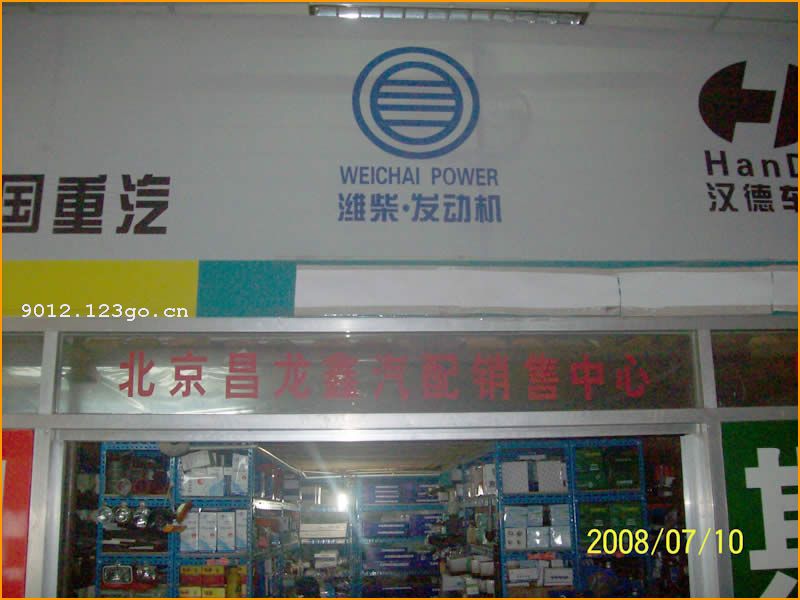 WEICHAI POWER
潍柴·发动机
国重汽
HanD
汉德车
9012.123go.cn
北京昌龙鑫汽配销售中心
2008/07/10